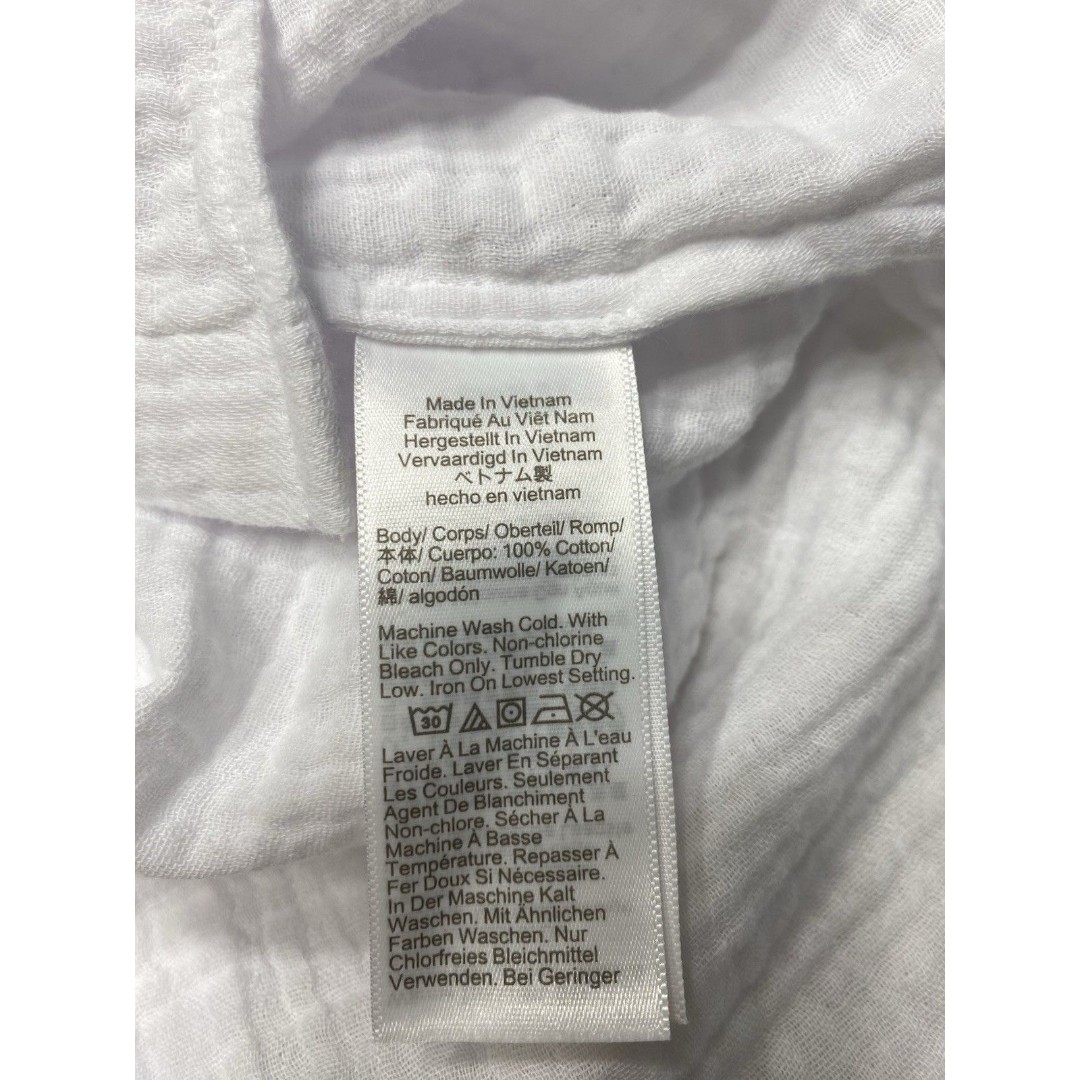 Made In Vietnam
Fabriqué Au Viêt Nam
Hergestellt In Vietnam
Vervaardigd In Vietnam
ベトナム製
hecho en vietnam
Body/ Corps/ Oberteil/ Romp/
本体/ Cuerpo: 100% Cotton/
Coton/ Baumwolle/ Katoen/
綿/ algodón
Machine Wash Cold. With
Like Colors. Non-chlorine
Bleach Only. Tumble Dry
Low. Iron On Lowest Setting.
30
Laver À La Machine À L'eau
Froide. Laver En Séparant
Les Couleurs. Seulement
Agent De Blanchiment
Non-chlore. Sécher À La
Machine À Basse
Température. Repasser À
Fer Doux Si Nécessaire.
In Der Maschine Kalt
Waschen. Mit Ähnlichen
Farben Waschen. Nur
Chlorfreies Bleichmittel
Verwenden. Bei Geringer